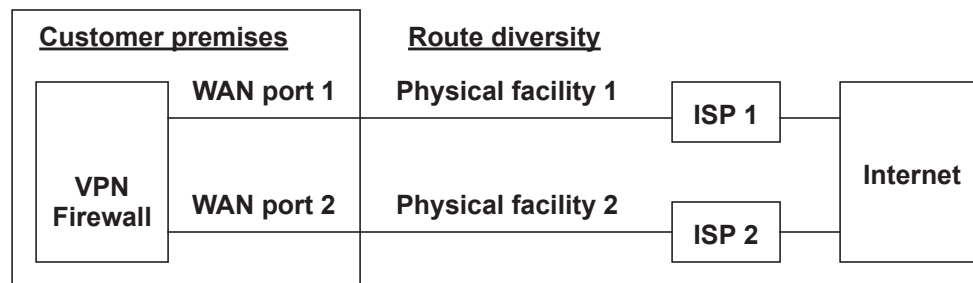 Customer premises
Route diversity
WAN port 1
Physical facility 1
ISP 1
VPN
Firewall
Internet
WAN port 2
Physical facility 2
ISP 2